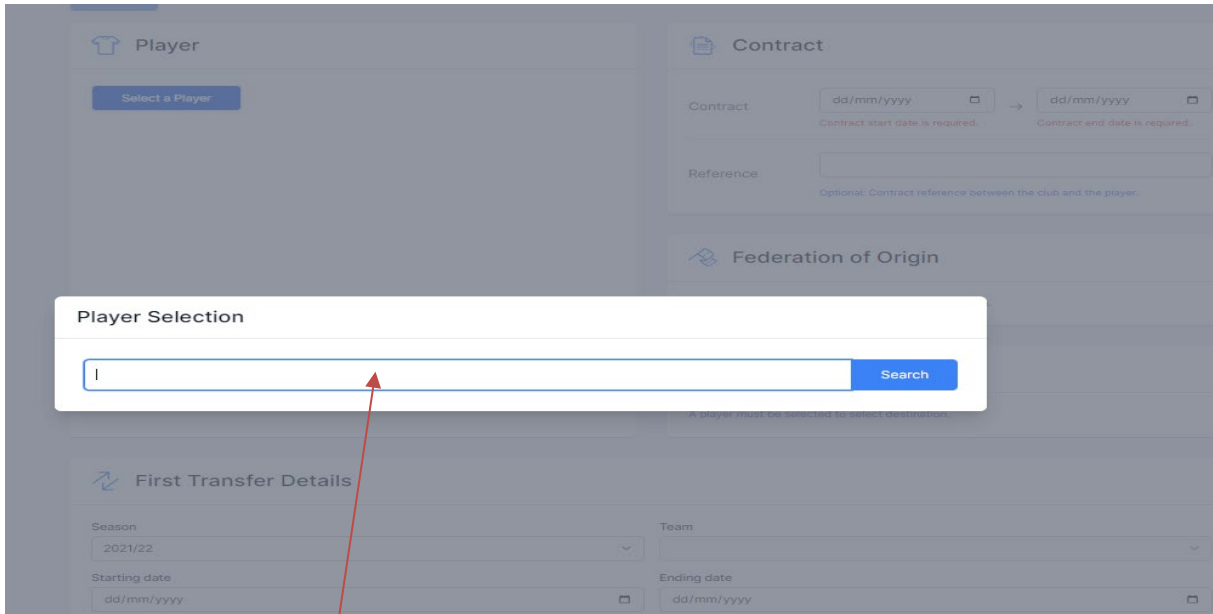 Player
Select a Player
Contract
Contract
dd/mm/yyyy
→
dd/mm/yyyy
Contract start date is required.
Contract end date is required.
Reference
Optional. Contract reference between the club and the player.
Federation of Origin
Player Selection
Search
A player must be selected to select destination.
First Transfer Details
Season
2021/22
Team
Starting date
dd/mm/yyyy
Ending date
dd/mm/yyyy